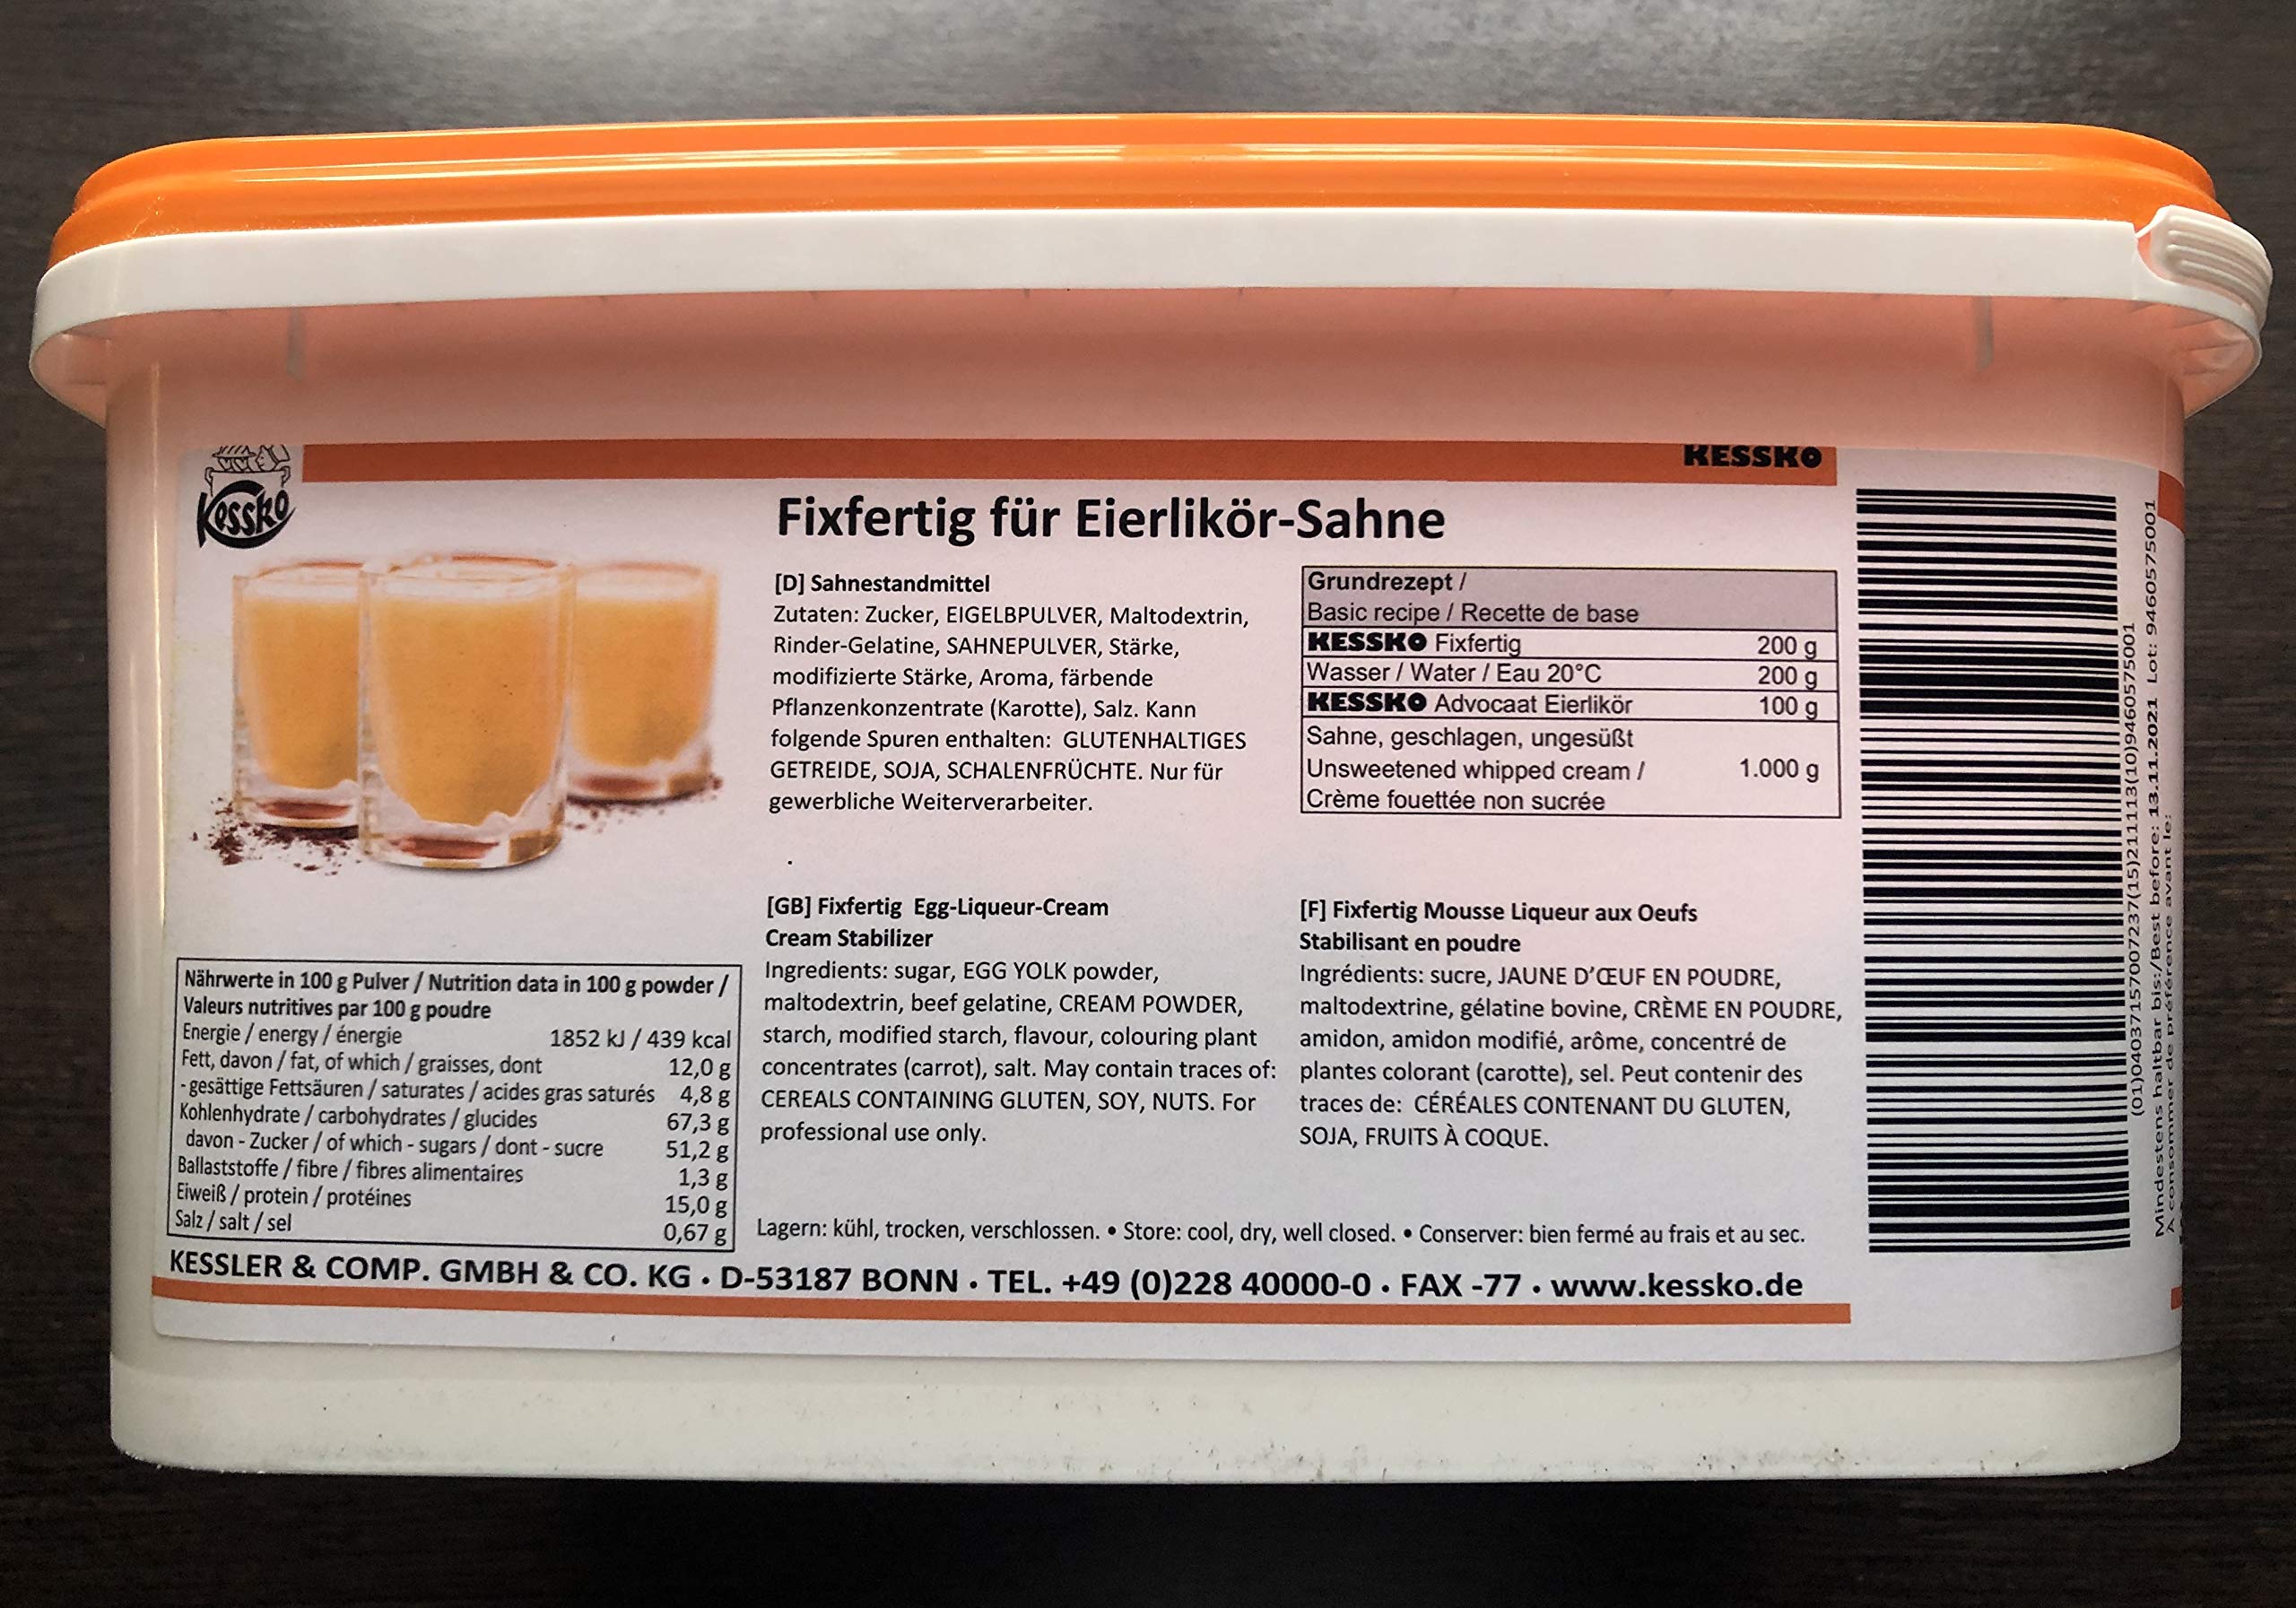 Kessko
KESSKO
Fixfertig für Eierlikör-Sahne
[D] Sahnestandmittel
Zutaten: Zucker, EIGELBPULVER, Maltodextrin,
Rinder-Gelatine, SAHNEPULVER, Stärke,
modifizierte Stärke, Aroma, färbende
Pflanzenkonzentrate (Karotte), Salz. Kann
folgende Spuren enthalten: GLUTENHALTIGES
GETREIDE, SOJA, SCHALENFRÜCHTE. Nur für
gewerbliche Weiterverarbeiter.
Grundrezept /
Basic recipe / Recette de base
KESSKO Fixfertig 200 g
Wasser / Water / Eau 20°C 200 g
KESSKO Advocaat Eierlikör 100 g
Sahne, geschlagen, ungesüßt
Unsweetened whipped cream / 1.000 g
Crème fouettée non sucrée
[GB] Fixfertig Egg-Liqueur-Cream
Cream Stabilizer
Ingredients: sugar, EGG YOLK powder,
maltodextrin, beef gelatine, CREAM POWDER,
starch, modified starch, flavour, colouring plant
concentrates (carrot), salt. May contain traces of:
CEREALS CONTAINING GLUTEN, SOY, NUTS. For
professional use only.
[F] Fixfertig Mousse Liqueur aux Oeufs
Stabilisant en poudre
Ingrédients: sucre, JAUNE D'ŒUF EN POUDRE,
maltodextrine, gélatine bovine, CRÈME EN POUDRE,
amidon, amidon modifié, arôme, concentré de
plantes colorant (carotte), sel. Peut contenir des
traces de: CÉRÉALES CONTENANT DU GLUTEN,
SOJA, FRUITS À COQUE.
Nährwerte in 100 g Pulver / Nutrition data in 100 g powder /
Valeurs nutritives par 100 g poudre
Energie / energy / énergie 1852 kJ / 439 kcal
Fett, davon / fat, of which / graisses, dont 12,0 g
- gesättige Fettsäuren / saturates / acides gras saturés 4,8 g
Kohlenhydrate / carbohydrates / glucides 67,3 g
davon - Zucker / of which - sugars / dont - sucre 51,2 g
Ballaststoffe / fibre / fibres alimentaires 1,3 g
Eiweiß / protein / protéines 15,0 g
Salz / salt / sel 0,67 g
Lagern: kühl, trocken, verschlossen. • Store: cool, dry, well closed. • Conserver: bien fermé au frais et au sec.
KESSLER & COMP. GMBH & CO. KG • D-53187 BONN • TEL. +49 (0)228 40000-0 • FAX -77 • www.kessko.de
(01)04037157007237(15)211113(10)9460575001
Mindestens haltbar bis:/Best before: 13.11.2021 Lot: 9460575001
À consommer de préférence avant le: